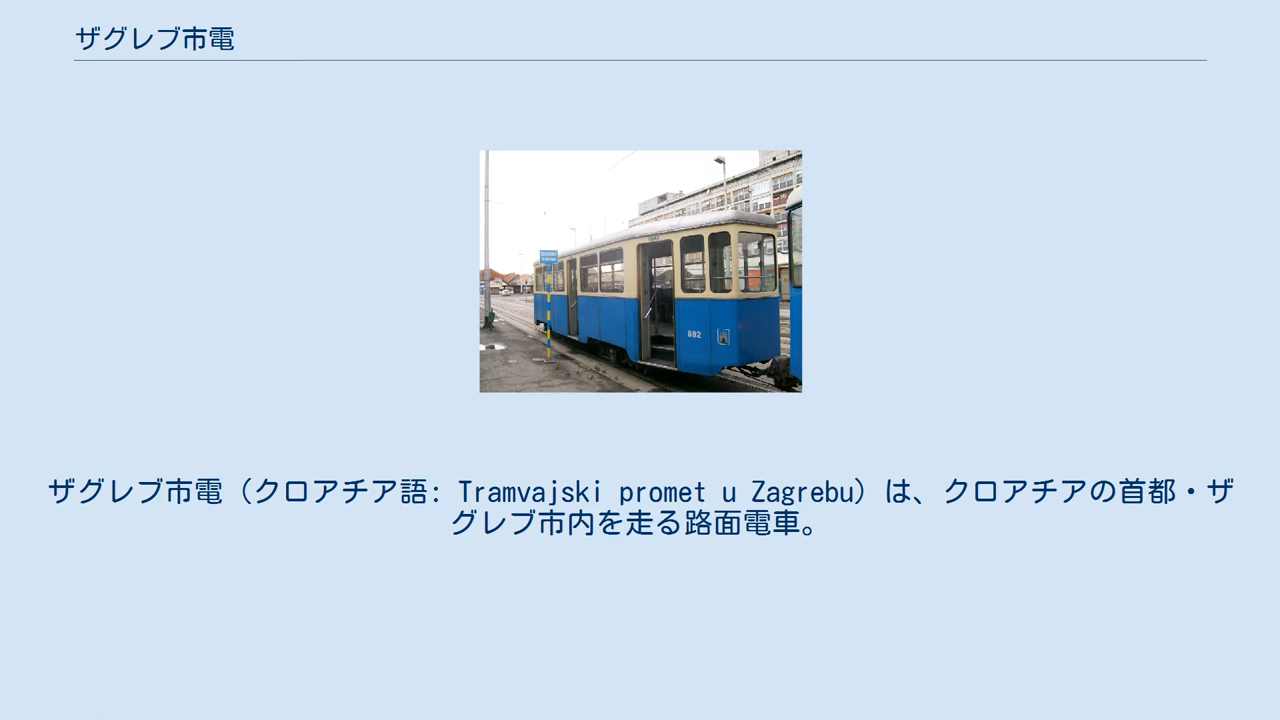 ザグレブ市電
692
ザグレブ市電（クロアチア語: Tramvajski promet u Zagrebu）は、クロアチアの首都・ザ
グレブ市内を走る路面電車。